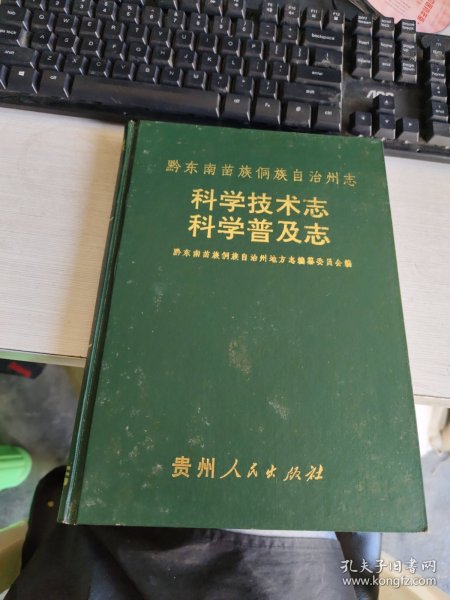 backspace
AOC
黔东南苗族侗族自治州志
科学技术志
科学普及志
黔东南苗族侗族自治州地方志编纂委员会编
贵州人民出版社
孔夫子旧书网
www.kongfz.com